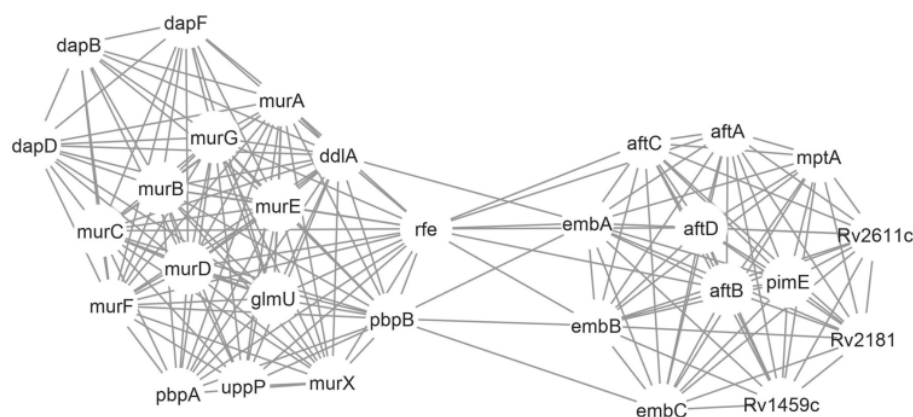 dapF
dapB
murA
murG
aftC
aftA
dapD
ddlA
mptA
murB
murE
murC
rfe
embA
aftD
Rv2611c
murD
murF
glmU
pbpB
embB
aftB
pimE
Rv2181
pbpA
uppP
murX
embC
Rv1459c